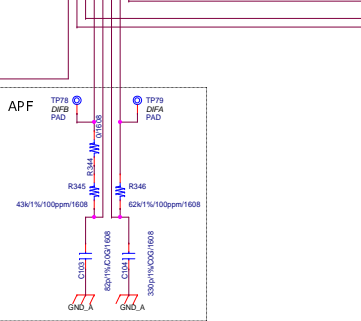 APF
TP78
DIFB
PAD
TP79
DIFA
PAD
0/1608
R344
R345
43k/1%/100ppm/1608
R346
62k/1%/100ppm/1608
C103
82p/1%/C0G/1608
C104
330p/1%/C0G/1608
GND_A
GND_A